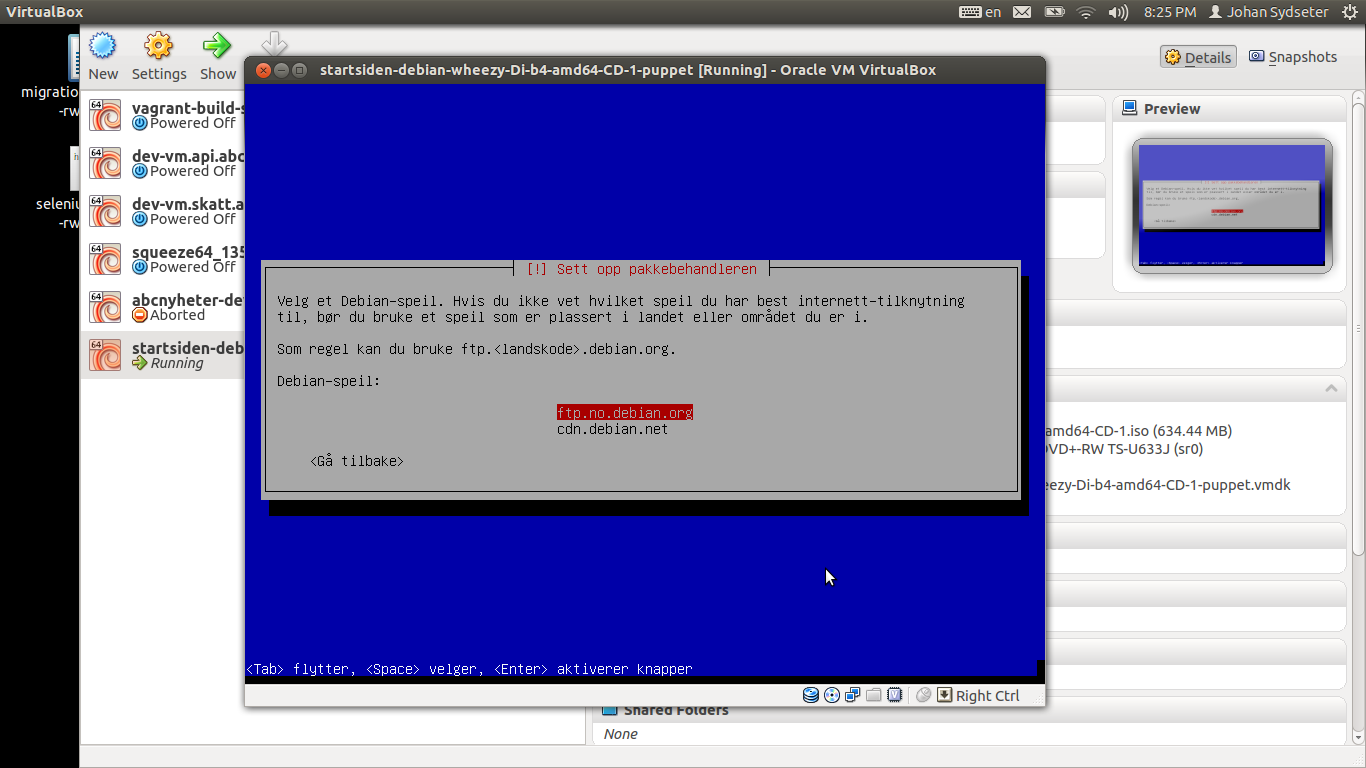 VirtualBox
en
8:25 PM
Johan Sydseter
New
Settings
Show
Details
Snapshots
migratio
-rw
seleniu
-rw
64
vagrant-build-s
Powered Off
64
dev-vm.api.abc
Powered Off
64
dev-vm.skatt.a
Powered Off
64
squeeze64_135
Powered Off
64
abcnyheter-de
Aborted
64
startsiden-deb
Running
startsiden-debian-wheezy-Di-b4-amd64-CD-1-puppet [Running] - Oracle VM VirtualBox
[!] Sett opp pakkebehandleren
Velg et Debian-speil. Hvis du ikke vet hvilket speil du har best internett-tilknytning
til, bør du bruke et speil som er plassert i landet eller området du er i.
Som regel kan du bruke ftp.<landskode>.debian.org.
Debian-speil:
ftp.no.debian.org
cdn.debian.net
<Gå tilbake>
<Tab> flytter, <Space> velger, <Enter> aktiverer knapper
Right Ctrl
Preview
amd64-CD-1.iso (634.44 MB)
DVD+-RW TS-U633J (sr0)
eezy-Di-b4-amd64-CD-1-puppet.vmdk
Shared Folders
None